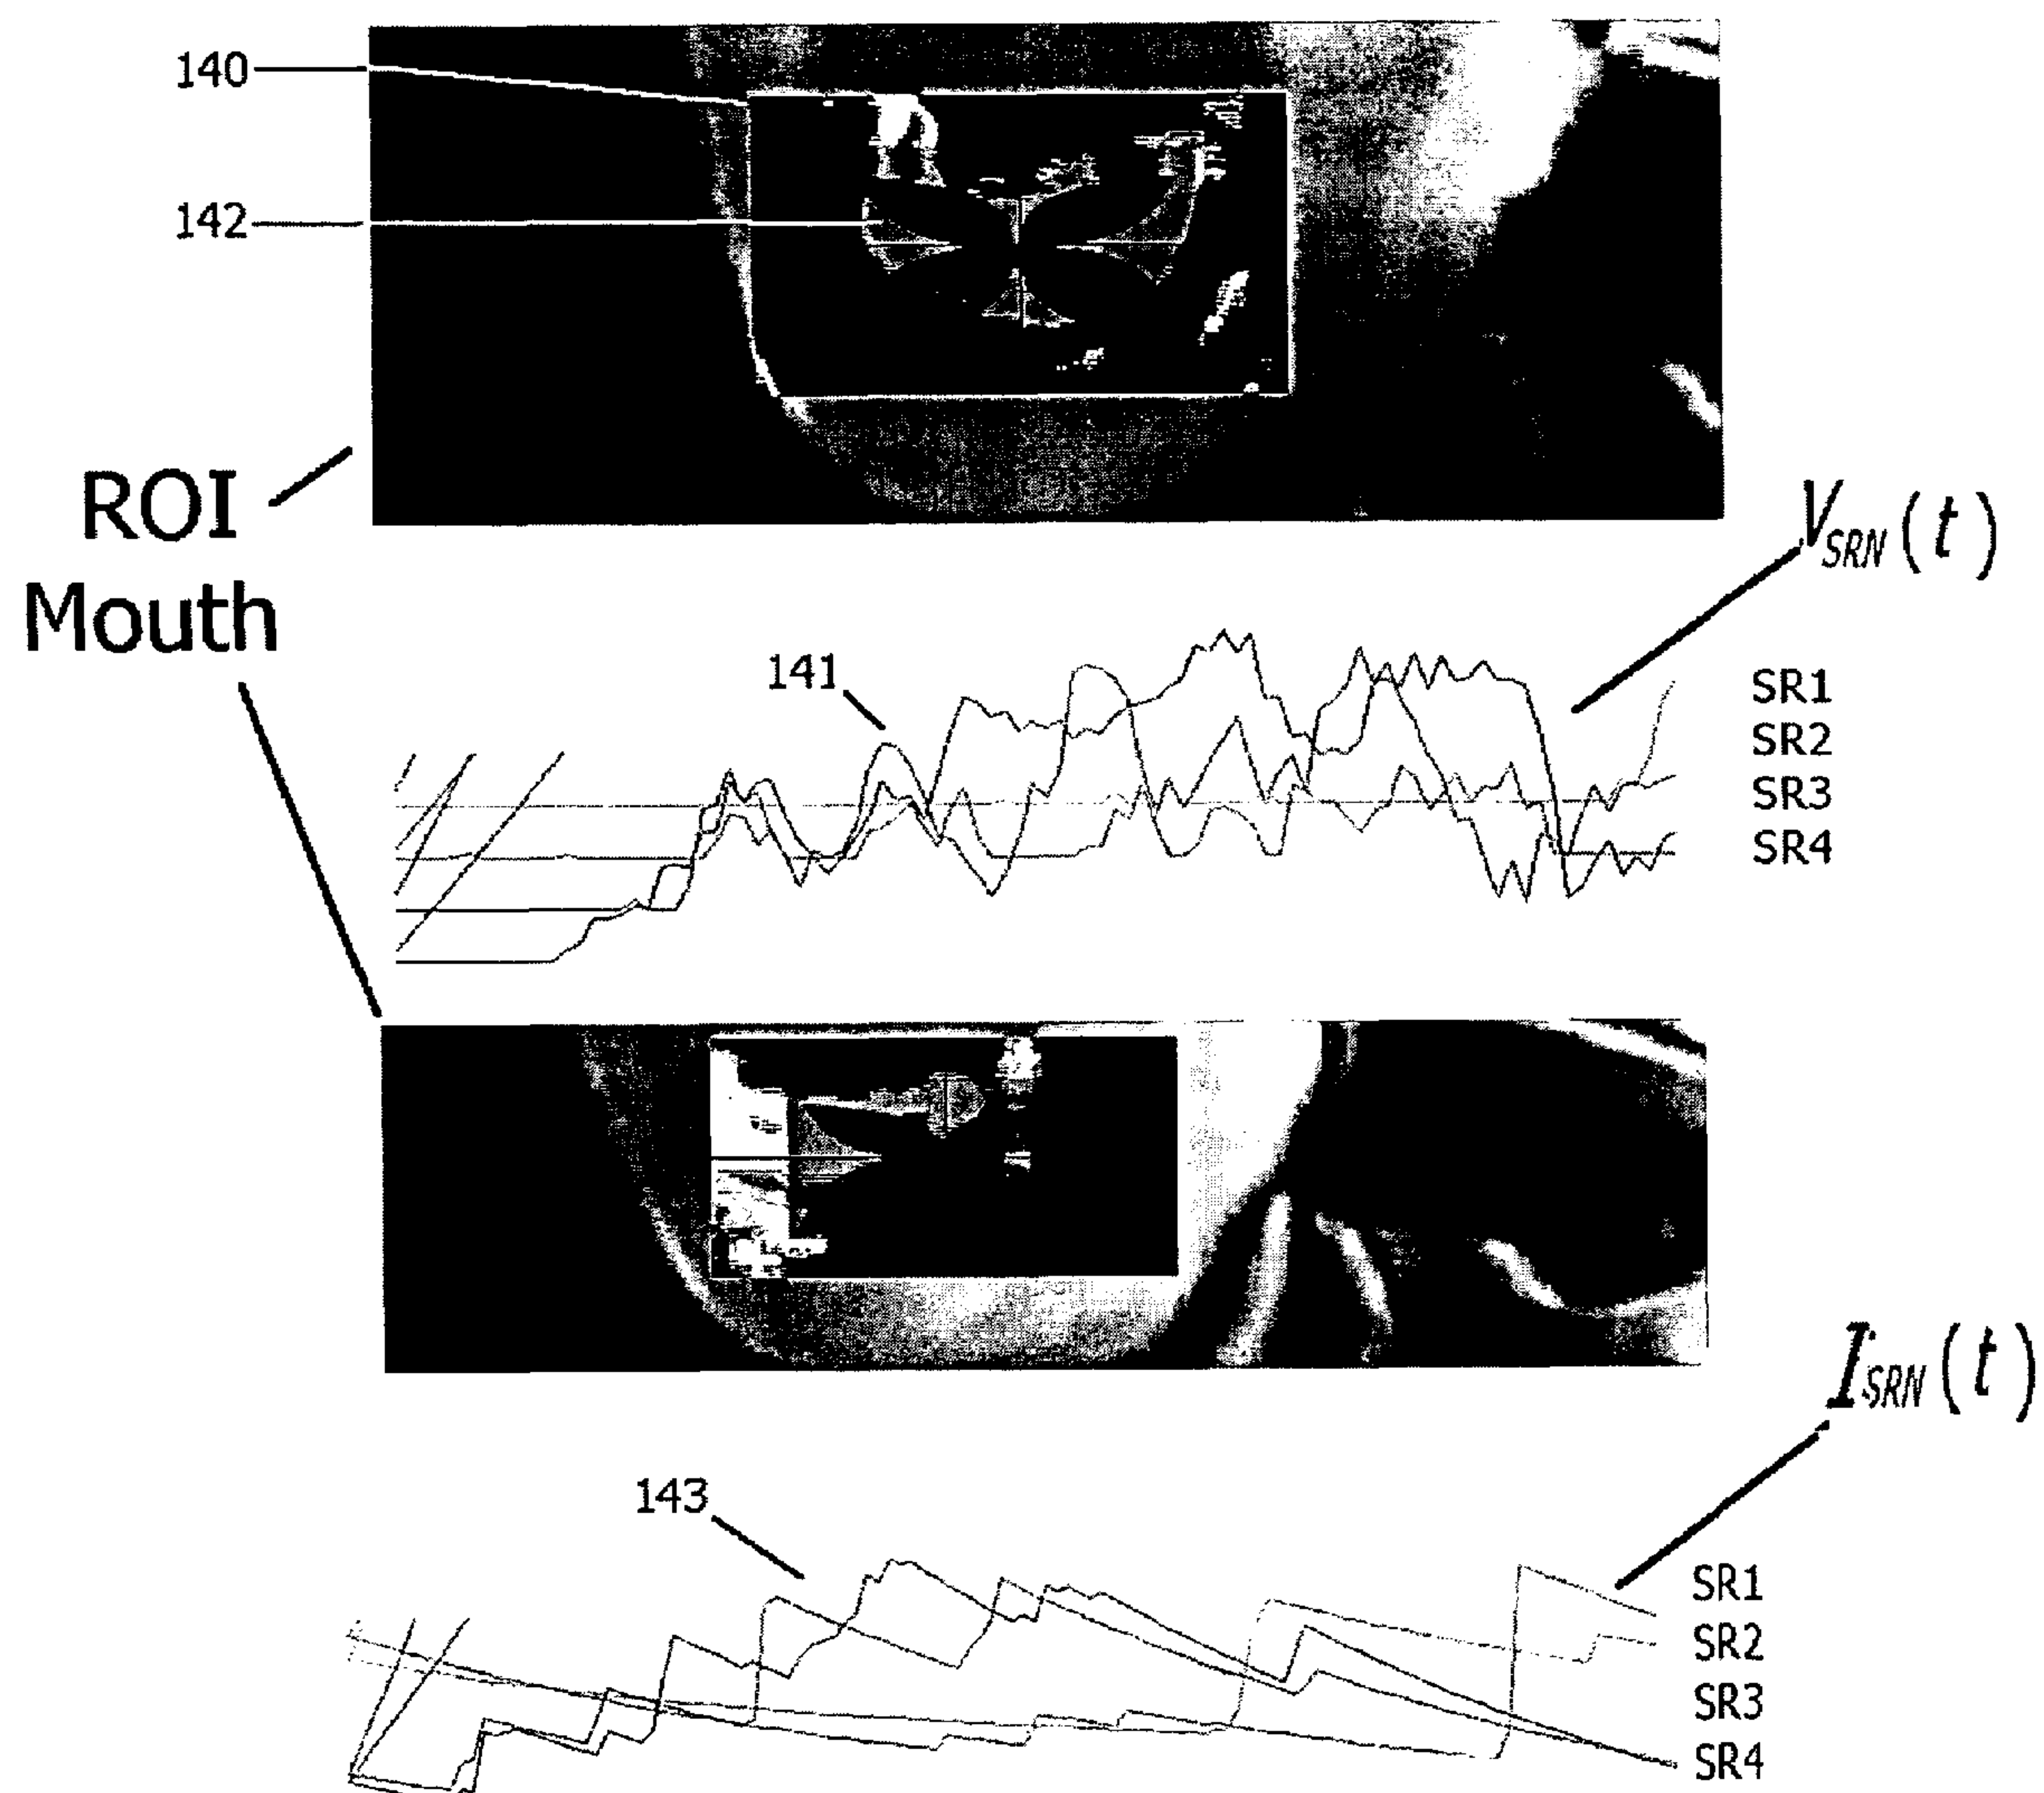 140
142
ROI
Mouth
V_SRN(t)
141
SR1
SR2
SR3
SR4
I_SRN(t)
143
SR1
SR2
SR3
SR4